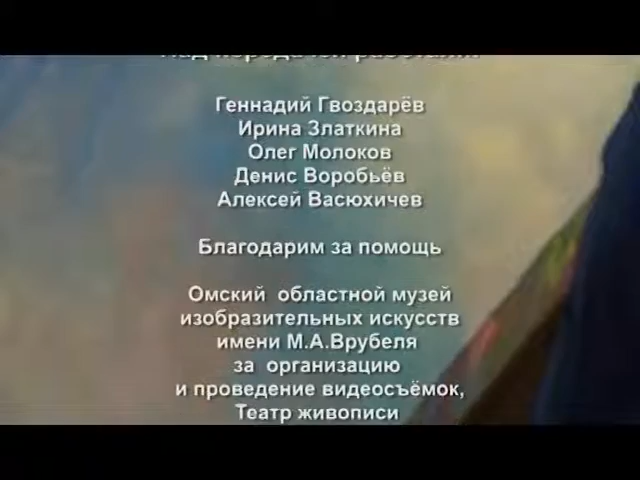 Геннадий Гвоздарёв
Ирина Златкина
Олег Молоков
Денис Воробьёв
Алексей Васюхичев
Благодарим за помощь
Омский областной музей
изобразительных искусств
имени М.А.Врубеля
за организацию
и проведение видеосъёмок,
Театр живописи